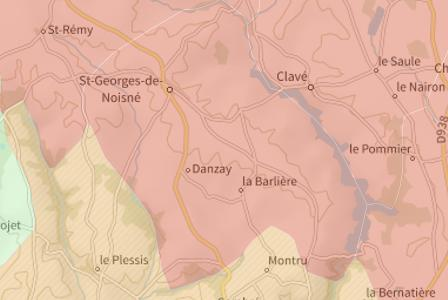 St-Rémy
le Saule
St-Georges-de-
Noisné
Clavé
le Nairon
D938
le Pommier
Danzay
la Barlière
le Plessis
Montru
la Bernatière